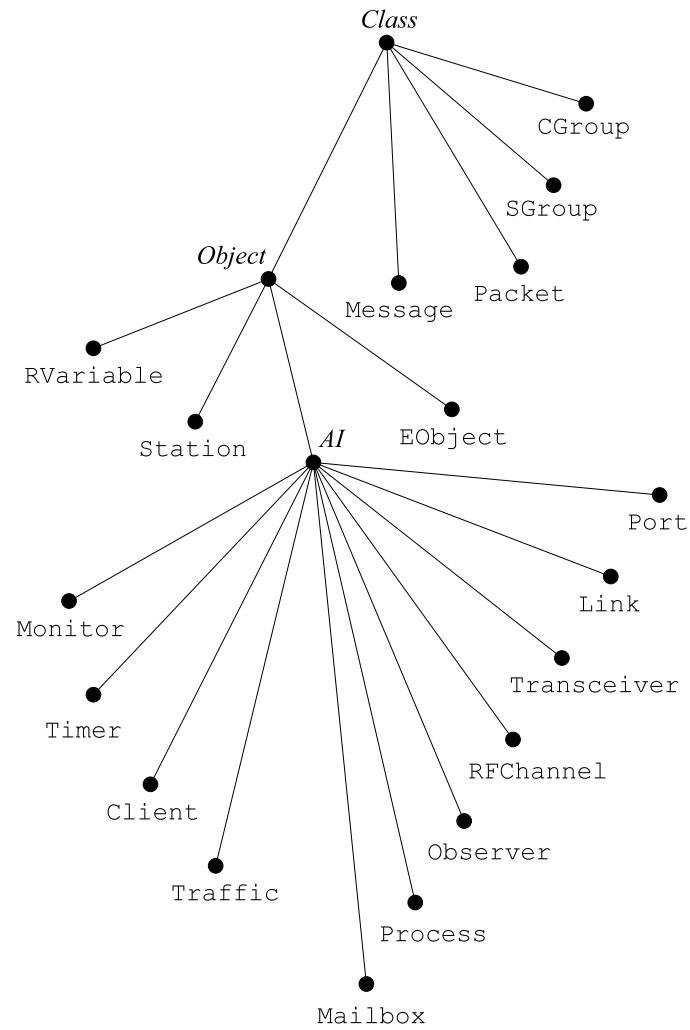 Class
CGroup
SGroup
Object
Packet
Message
RVariable
Station
EObject
AI
Port
Link
Monitor
Transceiver
Timer
RFChannel
Client
Observer
Traffic
Process
Mailbox